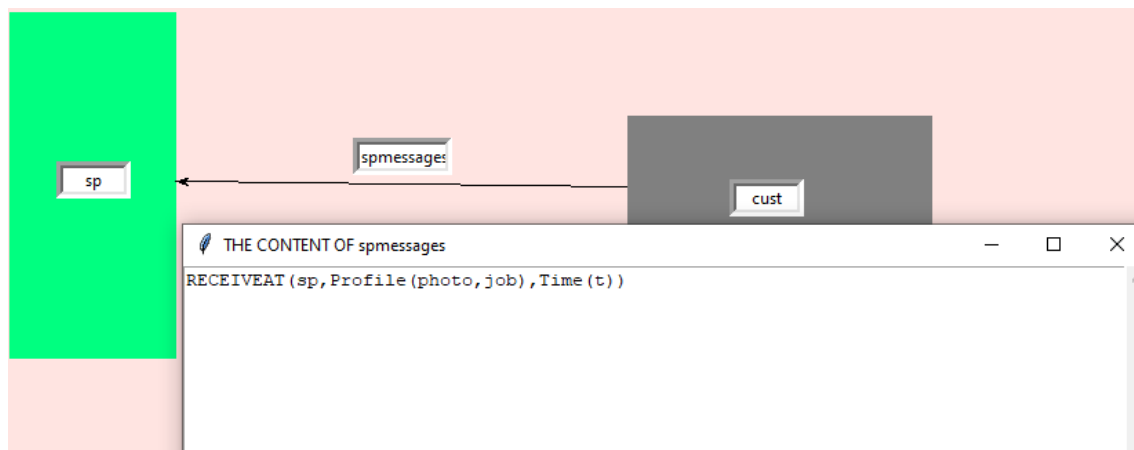 spmessages
sp
cust
THE CONTENT OF spmessages
RECEIVEAT(sp,Profile(photo,job),Time(t))